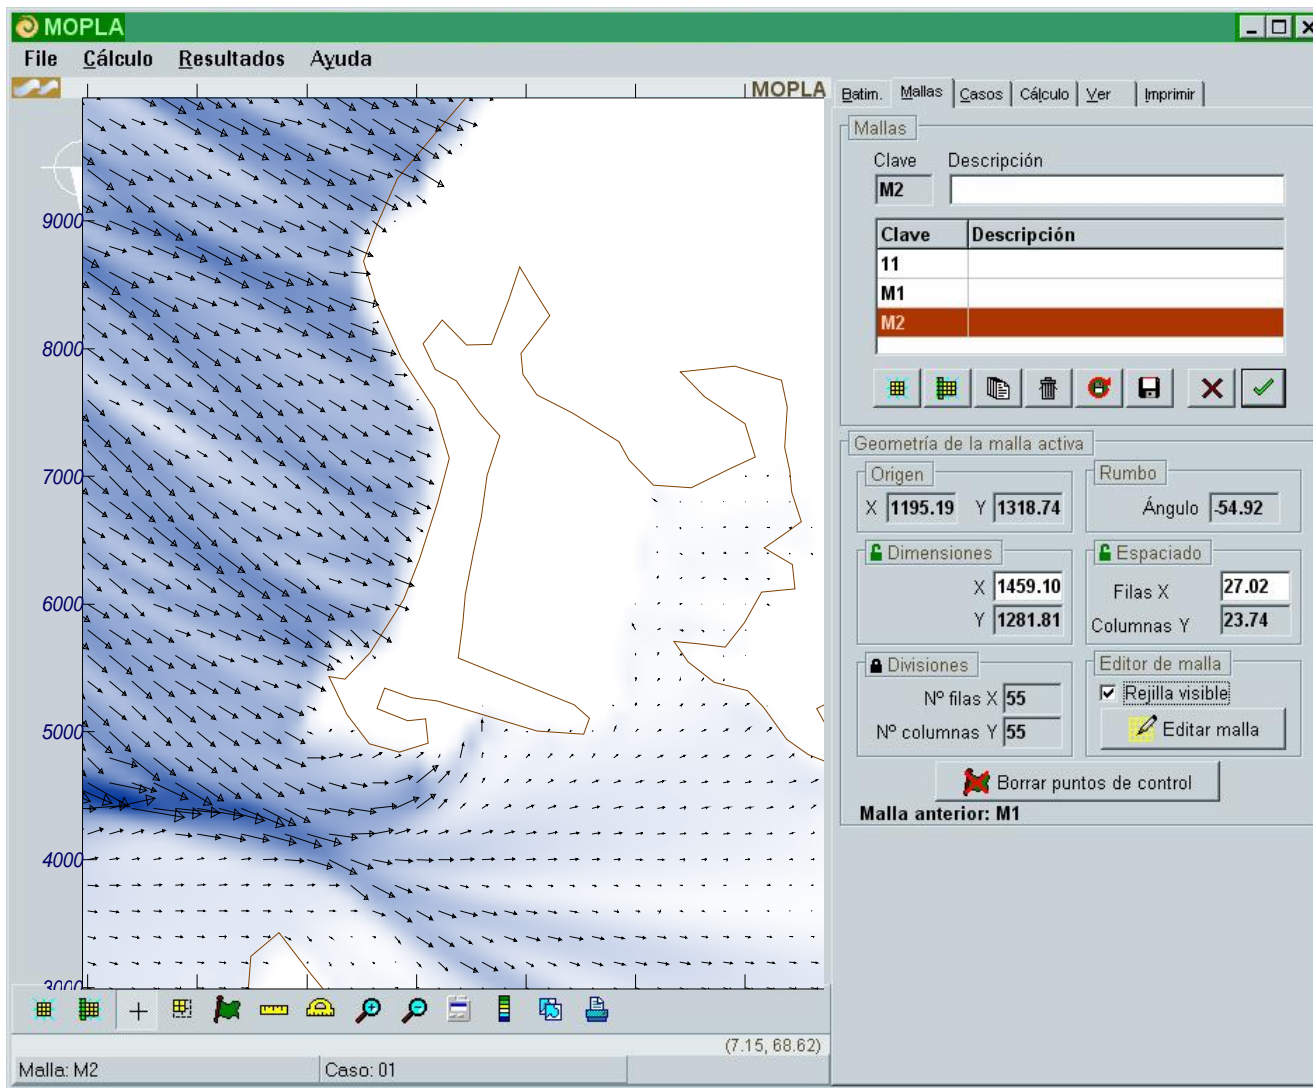 MOPLA
File Cálculo Resultados Ayuda
MOPLA
9000
8000
7000
6000
5000
4000
3000
Batim. Mallas Casos Cálculo Ver Imprimir
Mallas
Clave Descripción
M2
Clave Descripción
11
M1
M2
Geometría de la malla activa
Origen
X 1195.19 Y 1318.74
Rumbo
Ángulo -54.92
Dimensiones
X 1459.10
Y 1281.81
Espaciado
Filas X 27.02
Columnas Y 23.74
Divisiones
Nº filas X 55
Nº columnas Y 55
Editor de malla
Rejilla visible
Editar malla
Borrar puntos de control
Malla anterior: M1
(7.15, 68.62)
Malla: M2 Caso: 01